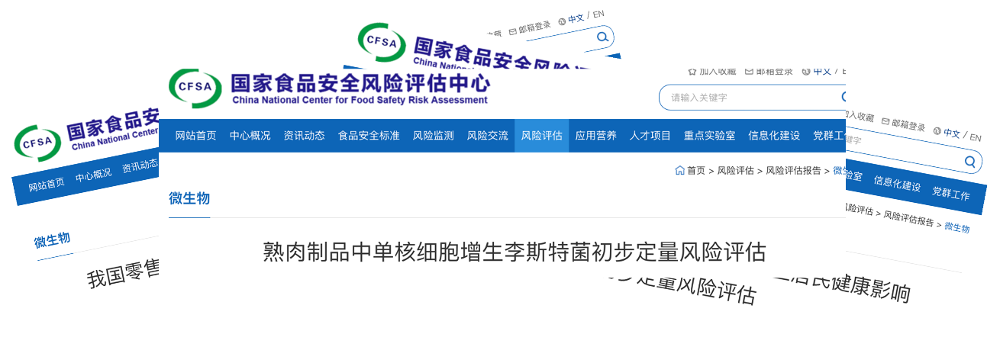 中文 / EN
邮箱登录
CFSA
国家食品安全风险评
China National Center for Food Safety
加入收藏 邮箱登录 中文 /
CFSA
国家食品安全风险评估中心
China National Center for Food Safety Risk Assessment
请输入关键字
网站首页 中心概况 资讯动态 食品安全标准 风险监测 风险交流 风险评估 应用营养 人才项目 重点实验室 信息化建设 党群工
首页 > 风险评估 > 风险评估报告 > 微
微生物
熟肉制品中单核细胞增生李斯特菌初步定量风险评估
CFSA
国家食品安
China National Center
网站首页 中心概况 资讯动态
微生物
我国零售
加入收藏 邮箱登录 中文 / EN
键字
验室 信息化建设 党群工作
风险评估 > 风险评估报告 > 微生物
步定量风险评估
居民健康影响